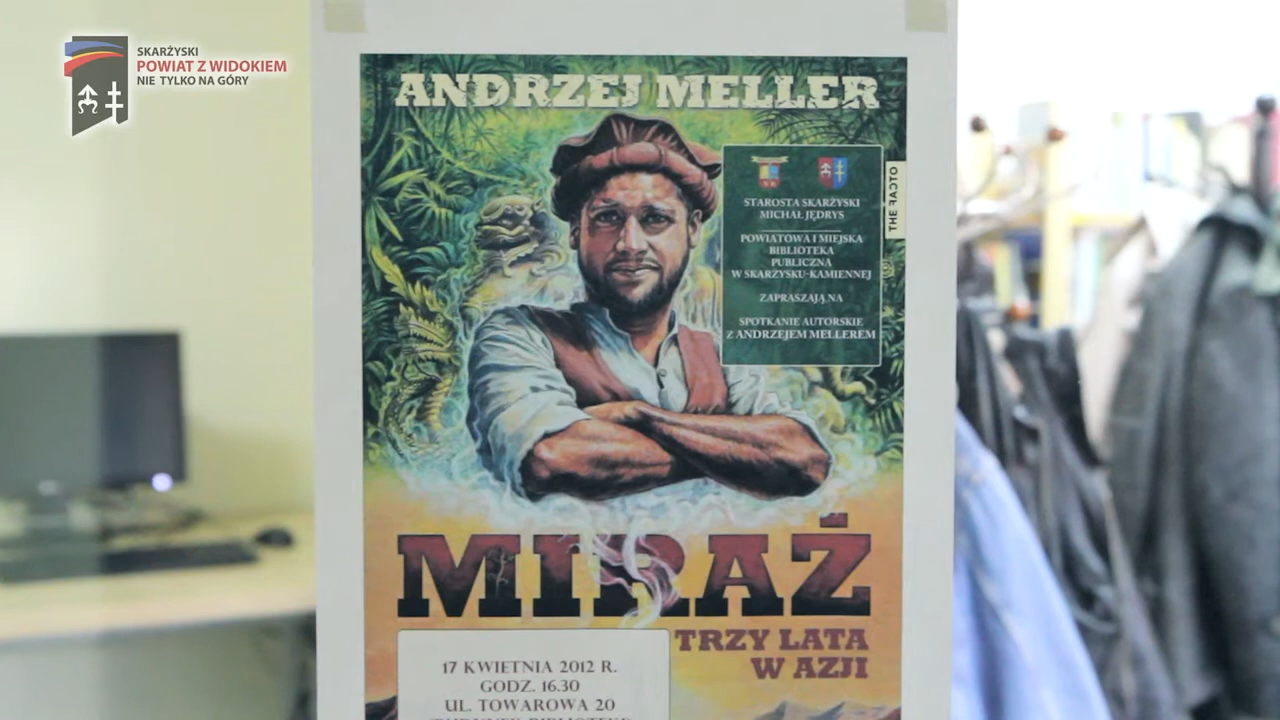 SKARŻYSKI
POWIAT Z WIDOKIEM
NIE TYLKO NA GÓRY
ANDRZEJ MELLER
STAROSTA SKARŻYSKI
MICHAŁ JĘDRYS
POWIATOWA I MIEJSKA
BIBLIOTEKA
PUBLICZNA
W SKARŻYSKU-KAMIENNEJ
ZAPRASZAJĄ NA
SPOTKANIE AUTORSKIE
Z ANDRZEJEM MELLEREM
THE FACTO
MIRAŻ
TRZY LATA
W AZJI
17 KWIETNIA 2012 R.
GODZ. 16.30
UL. TOWAROWA 20